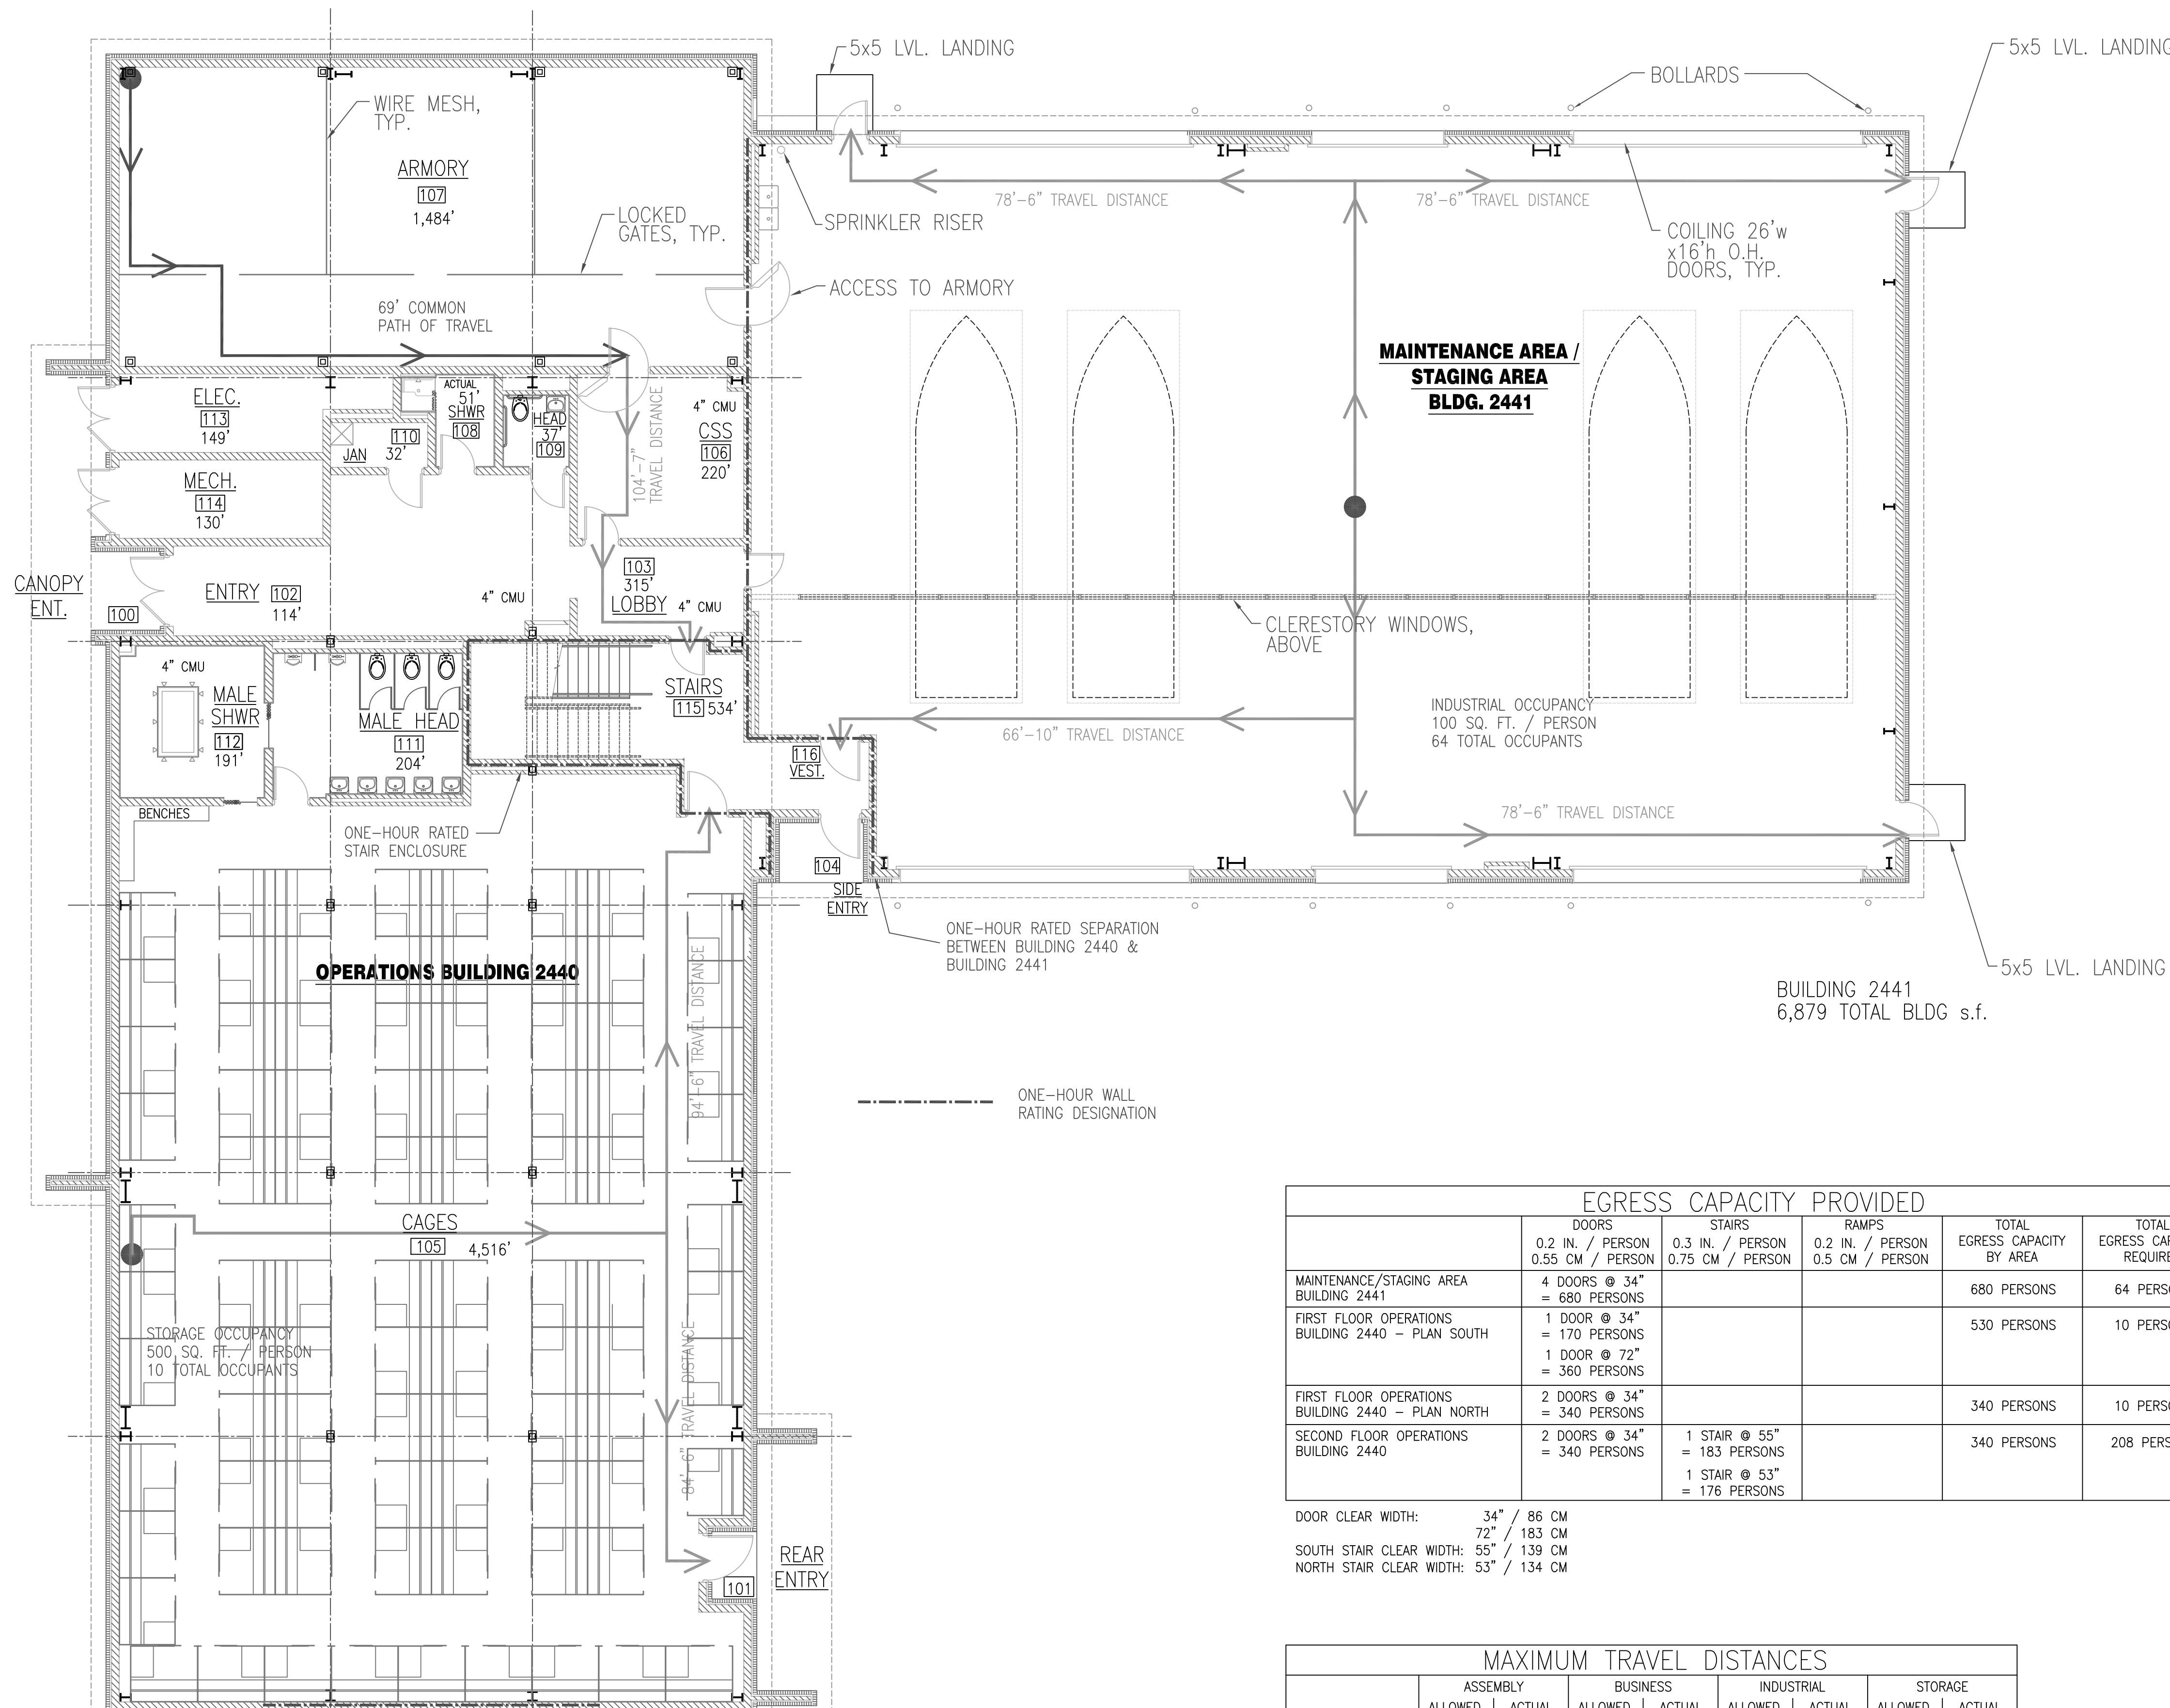 5x5 LVL. LANDING
5x5 LVL. LANDING
BOLLARDS
WIRE MESH,
TYP.
ARMORY
107
1,484'
LOCKED
GATES, TYP.
SPRINKLER RISER
78'-6" TRAVEL DISTANCE
78'-6" TRAVEL DISTANCE
COILING 26'w
x16'h O.H.
DOORS, TYP.
ACCESS TO ARMORY
69' COMMON
PATH OF TRAVEL
MAINTENANCE AREA /
STAGING AREA
BLDG. 2441
ELEC.
113
149'
ACTUAL
51'
SHWR
108
HEAD
37'
109
110
JAN
32'
104'-7"
TRAVEL DISTANCE
4" CMU
CSS
106
220'
MECH.
114
130'
CANOPY
ENT.
100
ENTRY
102
114'
4" CMU
103
315'
LOBBY
4" CMU
CLERESTORY WINDOWS,
ABOVE
4" CMU
MALE
SHWR
112
191'
MALE HEAD
111
204'
STAIRS
115
534'
INDUSTRIAL OCCUPANCY
100 SQ. FT. / PERSON
64 TOTAL OCCUPANTS
66'-10" TRAVEL DISTANCE
116
VEST.
78'-6" TRAVEL DISTANCE
BENCHES
ONE-HOUR RATED
STAIR ENCLOSURE
104
SIDE
ENTRY
ONE-HOUR RATED SEPARATION
BETWEEN BUILDING 2440 &
BUILDING 2441
5x5 LVL. LANDING
OPERATIONS BUILDING 2440
94'-6" TRAVEL DISTANCE
BUILDING 2441
6,879 TOTAL BLDG s.f.
ONE-HOUR WALL
RATING DESIGNATION
CAGES
105
4,516'
STORAGE OCCUPANCY
500 SQ. FT. / PERSON
10 TOTAL OCCUPANTS
84'-6" TRAVEL DISTANCE
REAR
ENTRY
101
EGRESS CAPACITY PROVIDED
DOORS
0.2 IN. / PERSON
0.55 CM / PERSON
STAIRS
0.3 IN. / PERSON
0.75 CM / PERSON
RAMPS
0.2 IN. / PERSON
0.5 CM / PERSON
TOTAL
EGRESS CAPACITY
BY AREA
TOTAL
EGRESS
MAINTENANCE/STAGING AREA
BUILDING 2441
4 DOORS @ 34"
= 680 PERSONS
680 PERSONS
64
FIRST FLOOR OPERATIONS
BUILDING 2440 - PLAN SOUTH
1 DOOR @ 34"
= 170 PERSONS
1 DOOR @ 72"
= 360 PERSONS
530 PERSONS
10
FIRST FLOOR OPERATIONS
BUILDING 2440 - PLAN NORTH
2 DOORS @ 34"
= 340 PERSONS
340 PERSONS
10
SECOND FLOOR OPERATIONS
BUILDING 2440
2 DOORS @ 34"
= 340 PERSONS
1 STAIR @ 55"
= 183 PERSONS
1 STAIR @ 53"
= 176 PERSONS
340 PERSONS
208
DOOR CLEAR WIDTH: 34" / 86 CM
72" / 183 CM
SOUTH STAIR CLEAR WIDTH: 55" / 139 CM
NORTH STAIR CLEAR WIDTH: 53" / 134 CM
MAXIMUM TRAVEL DISTANCES
ASSEMBLY BUSINESS INDUSTRIAL STORAGE
ALLOWED ACTUAL ALLOWED ACTUAL ALLOWED ACTUAL ALLOWED ACTUAL